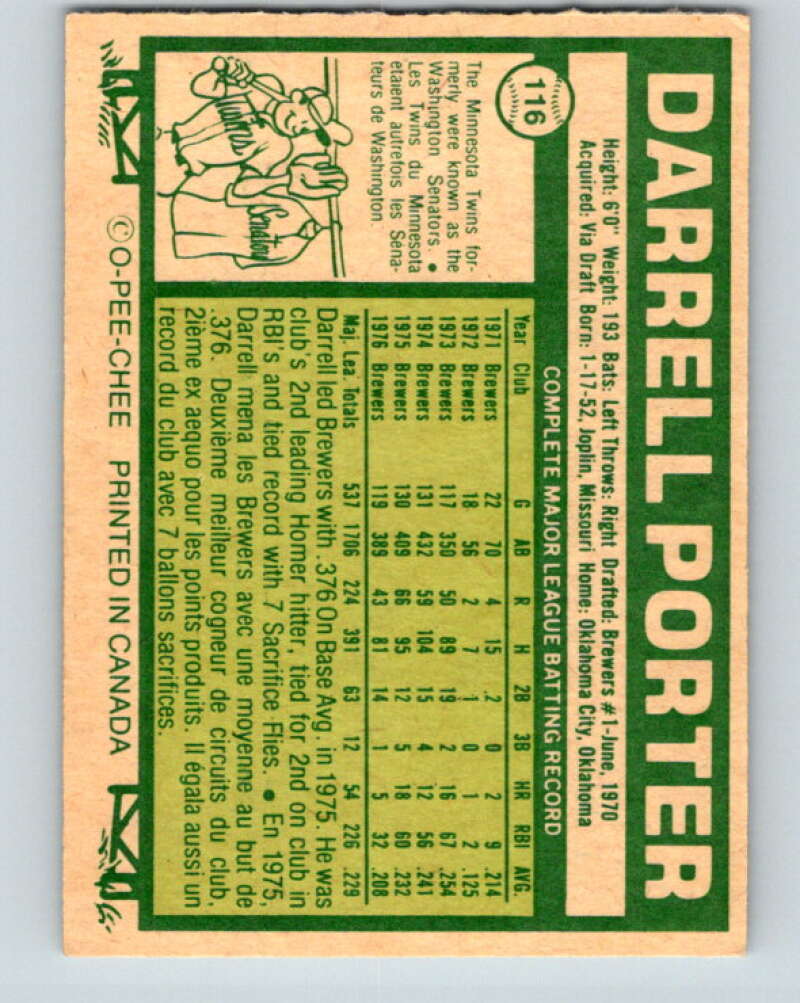 DARRELL PORTER
116
Height: 6'0" Weight: 193 Bats: Left Throws: Right Drafted: Brewers #1-June, 1970
Acquired: Via Draft Born: 1-17-52, Joplin, Missouri Home: Oklahoma City, Oklahoma
COMPLETE MAJOR LEAGUE BATTING RECORD
The Minnesota Twins for-
merly were known as the
Washington Senators. •
Les Twins du Minnesota
etaient autrefois les Séna-
teurs de Washington.
Twins
Senators
Year Club G AB R H 2B 3B HR RBI AVG.
1971 Brewers 22 70 4 15 2 0 2 9 .214
1972 Brewers 18 56 2 7 1 0 1 2 .125
1973 Brewers 117 350 50 89 19 2 16 67 .254
1974 Brewers 131 432 59 104 15 4 12 56 .241
1975 Brewers 130 409 66 95 12 5 18 60 .232
1976 Brewers 119 389 43 81 14 1 5 32 .208
Maj. Lea. Totals 537 1706 224 391 63 12 54 226 .229
Darrell led Brewers with .376 On Base Avg. in 1975. He was
club's 2nd leading Homer hitter, tied for 2nd on club in
RBI's and tied record with 7 Sacrifice Flies. • En 1975,
Darrell mena les Brewers avec une moyenne au but de
.376. Deuxième meilleur cogneur de circuits du club,
2ième ex aequo pour les points produits. Il égala aussi un
record du club avec 7 ballons sacrifices.
© O-PEE-CHEE PRINTED IN CANADA